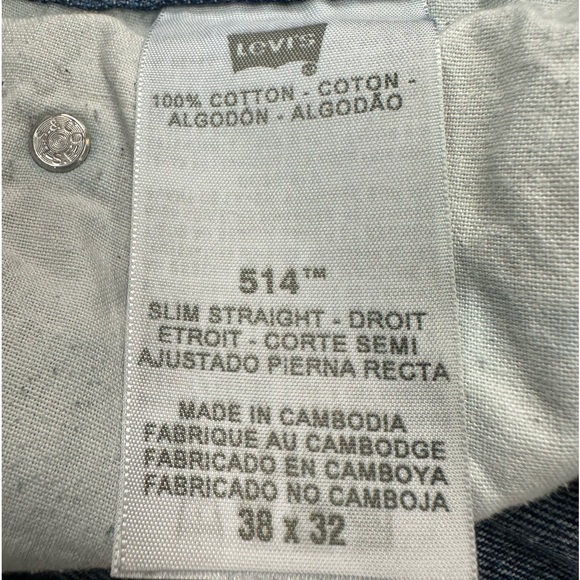 Levi's
®
100% COTTON - COTON -
ALGODÓN - ALGODÃO
514™
SLIM STRAIGHT - DROIT
ETROIT - CORTE SEMI
AJUSTADO PIERNA RECTA
MADE IN CAMBODIA
FABRIQUE AU CAMBODGE
FABRICADO EN CAMBOYA
FABRICADO NO CAMBOJA
38 x 32